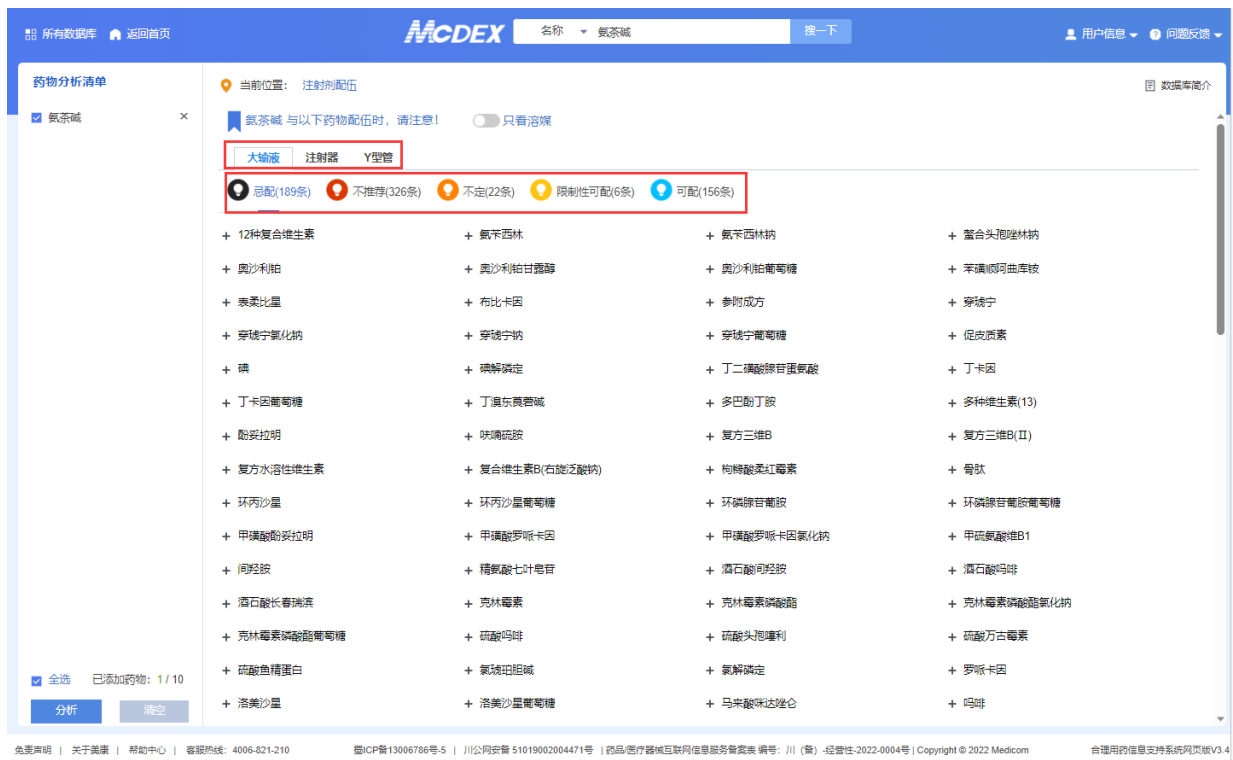 所有数据库 返回首页 McDEX 名称 氨茶碱 搜一下 用户信息 问题反馈
药物分析清单
氨茶碱 ×
全选 已添加药物：1 / 10
分析 清空
当前位置： 注射剂配伍 数据库简介
氨茶碱 与以下药物配伍时，请注意! 只看溶媒
大输液 注射器 Y型管
忌配(189条) 不推荐(326条) 不定(22条) 限制性可配(6条) 可配(156条)
+ 12种复合维生素 + 氨苄西林 + 氨苄西林钠 + 螯合头孢唑林钠
+ 奥沙利铂 + 奥沙利铂甘露醇 + 奥沙利铂葡萄糖 + 苯磺顺阿曲库铵
+ 表柔比星 + 布比卡因 + 参附成方 + 穿琥宁
+ 穿琥宁氯化钠 + 穿琥宁钠 + 穿琥宁葡萄糖 + 促皮质素
+ 碘 + 碘解磷定 + 丁二磺酸腺苷蛋氨酸 + 丁卡因
+ 丁卡因葡萄糖 + 丁溴东莨菪碱 + 多巴酚丁胺 + 多种维生素(13)
+ 酚妥拉明 + 呋喃硫胺 + 复方三维B + 复方三维B(II)
+ 复方水溶性维生素 + 复合维生素B(右旋泛酸钠) + 枸橼酸柔红霉素 + 骨肽
+ 环丙沙星 + 环丙沙星葡萄糖 + 环磷腺苷葡胺 + 环磷腺苷葡胺葡萄糖
+ 甲磺酸酚妥拉明 + 甲磺酸罗哌卡因 + 甲磺酸罗哌卡因氯化钠 + 甲硫氨酸维B1
+ 间羟胺 + 精氨酸七叶皂苷 + 酒石酸间羟胺 + 酒石酸吗啡
+ 酒石酸长春瑞滨 + 克林霉素 + 克林霉素磷酸酯 + 克林霉素磷酸酯氯化钠
+ 克林霉素磷酸酯葡萄糖 + 硫酸吗啡 + 硫酸头孢噻利 + 硫酸万古霉素
+ 硫酸鱼精蛋白 + 氯琥珀胆碱 + 氯解磷定 + 罗哌卡因
+ 洛美沙星 + 洛美沙星葡萄糖 + 马来酸咪达唑仑 + 吗啡
免责声明 | 关于美康 | 帮助中心 | 客服热线：4006-821-210 蜀ICP备13006786号-5 | 川公网安备 51019002004471号 |药品/医疗器械互联网信息服务备案表 编号：川（备）-经营性-2022-0004号 | Copyright © 2022 Medicom 合理用药信息支持系统网页版V3.4